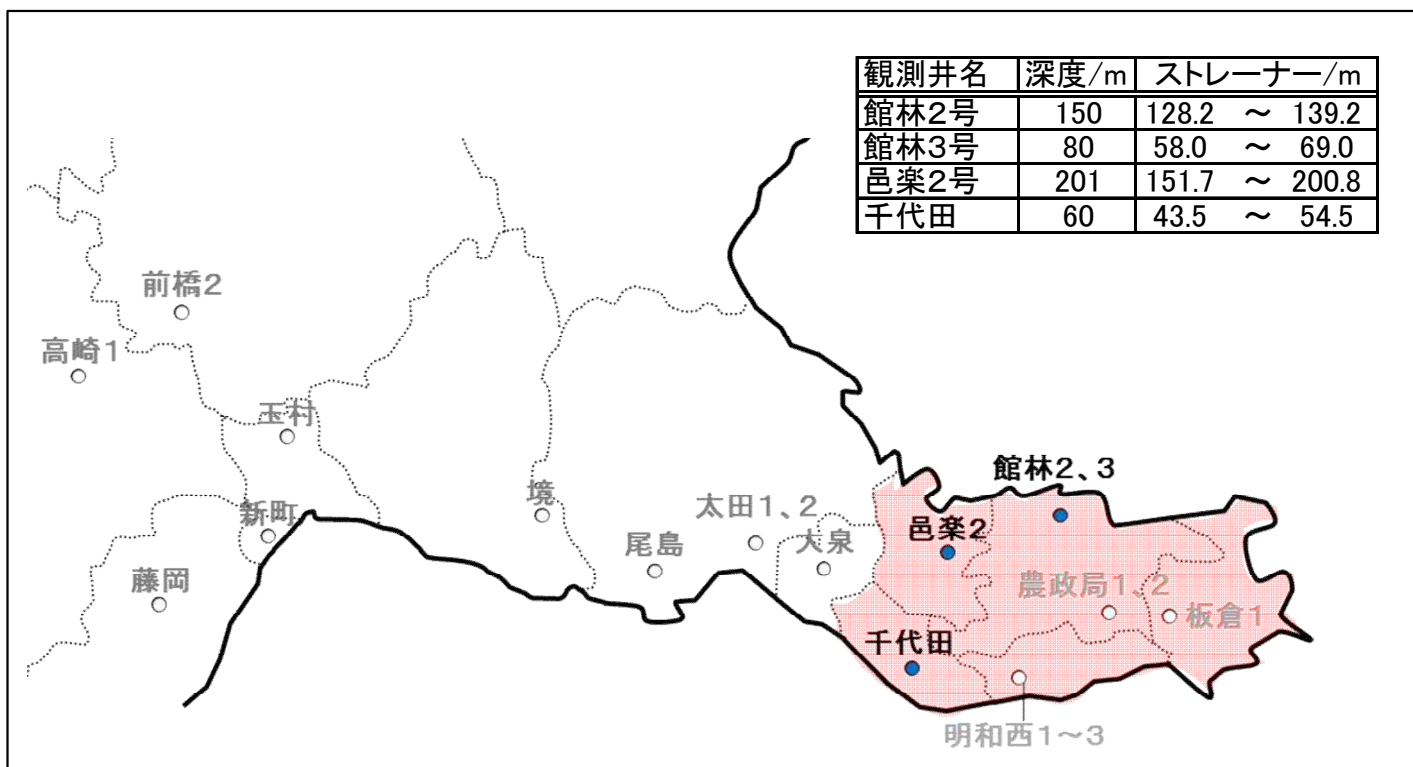 観測井名 深度/m ストレーナー/m
館林2号 150 128.2 ～ 139.2
館林3号 80 58.0 ～ 69.0
邑楽2号 201 151.7 ～ 200.8
千代田 60 43.5 ～ 54.5
前橋2
高崎1
玉村
館林2、3
境
新町
太田1、2
邑楽2
尾島
大泉
藤岡
農政局1、2
板倉1
千代田
明和西1～3